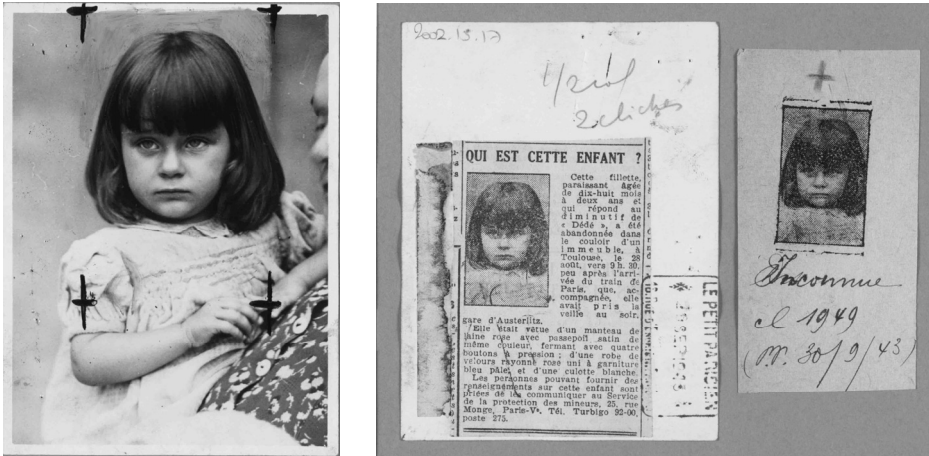 2002.13.17
1/2 col
2 clichés
QUI EST CETTE ENFANT ?
Cette fillette,
paraissant âgée
de dix-huit mois
à deux ans et
qui répond au
diminutif de
« Dédé », a été
abandonnée dans
le couloir d'un
immeuble, à
Toulouse, le 28
août, vers 9 h. 30,
peu après l'arri-
vée du train de
Paris, que, ac-
compagnée, elle
avait pris la
veille au soir,
gare d'Austerlitz.
Elle était vêtue d'un manteau de
laine rose avec passepoil satin de
même couleur, fermant avec quatre
boutons à pression ; d'une robe de
velours rayonne rose uni à garniture
bleu pâle, et d'une culotte blanche.
Les personnes pouvant fournir des
renseignements sur cette enfant sont
priées de les communiquer au Service
de la protection des mineurs, 25, rue
Monge, Paris-Ve. Tél. Turbigo 92-00,
poste 275.
LE PETIT PARISIEN
Inconnue
cl 1949
(P.P. 30/9/43)